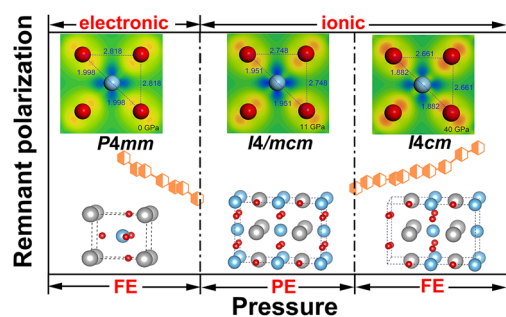 electronic
ionic
Remnant polarization
2.818
1.998
2.818
1.998
0 GPa
2.748
1.951
2.748
1.951
11 GPa
2.661
1.882
2.661
1.882
40 GPa
P4mm
I4/mcm
I4cm
FE
PE
FE
Pressure